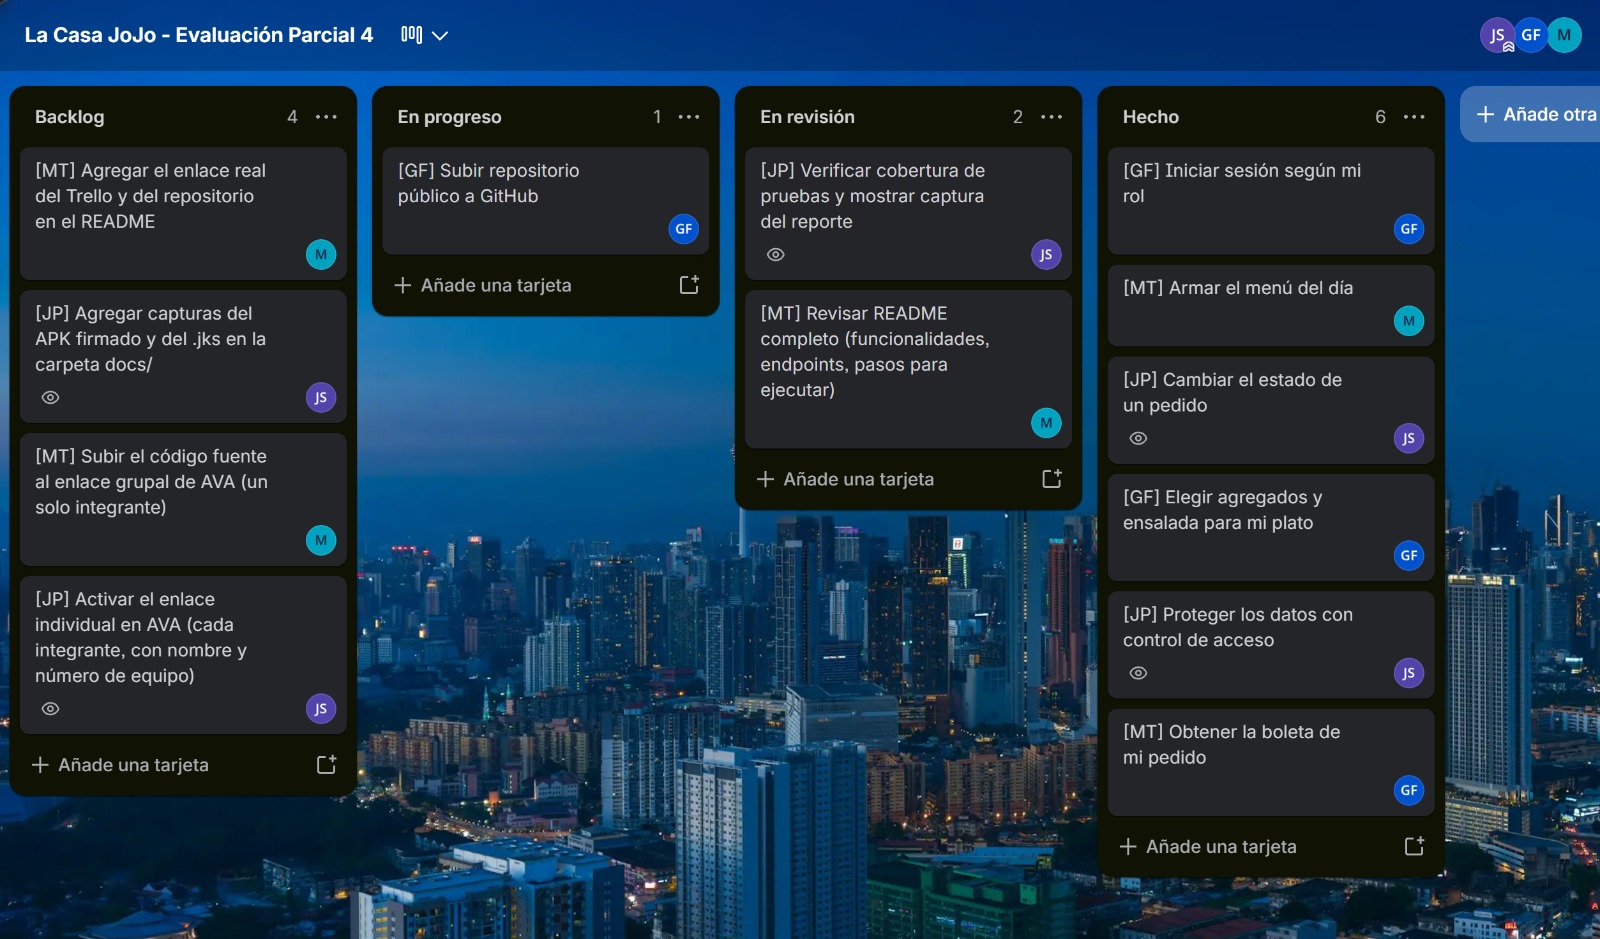 La Casa JoJo - Evaluación Parcial 4
JS
GF
M
Backlog
4
[MT] Agregar el enlace real
del Trello y del repositorio
en el README
M
[JP] Agregar capturas del
APK firmado y del .jks en la
carpeta docs/
JS
[MT] Subir el código fuente
al enlace grupal de AVA (un
solo integrante)
M
[JP] Activar el enlace
individual en AVA (cada
integrante, con nombre y
número de equipo)
JS
+ Añade una tarjeta
En progreso
1
[GF] Subir repositorio
público a GitHub
GF
+ Añade una tarjeta
En revisión
2
[JP] Verificar cobertura de
pruebas y mostrar captura
del reporte
JS
[MT] Revisar README
completo (funcionalidades,
endpoints, pasos para
ejecutar)
M
+ Añade una tarjeta
Hecho
6
[GF] Iniciar sesión según mi
rol
GF
[MT] Armar el menú del día
M
[JP] Cambiar el estado de
un pedido
JS
[GF] Elegir agregados y
ensalada para mi plato
GF
[JP] Proteger los datos con
control de acceso
JS
[MT] Obtener la boleta de
mi pedido
GF
+ Añade una tarjeta
+ Añade otra